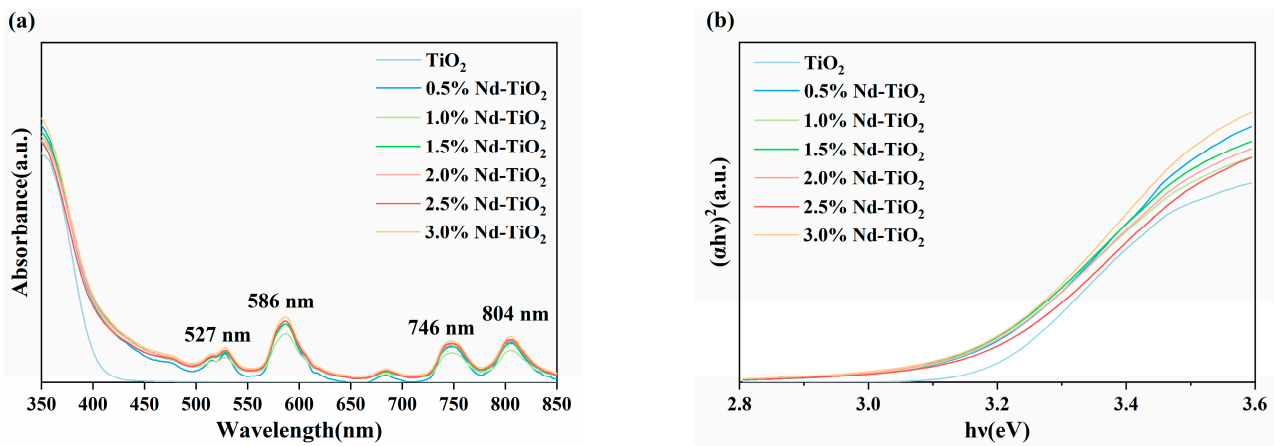 (a)
Absorbance(a.u.)
TiO₂
0.5% Nd-TiO₂
1.0% Nd-TiO₂
1.5% Nd-TiO₂
2.0% Nd-TiO₂
2.5% Nd-TiO₂
3.0% Nd-TiO₂
527 nm
586 nm
746 nm
804 nm
350 400 450 500 550 600 650 700 750 800 850
Wavelength(nm)
(b)
(αhν)²(a.u.)
TiO₂
0.5% Nd-TiO₂
1.0% Nd-TiO₂
1.5% Nd-TiO₂
2.0% Nd-TiO₂
2.5% Nd-TiO₂
3.0% Nd-TiO₂
2.8 3.0 3.2 3.4 3.6
hν(eV)